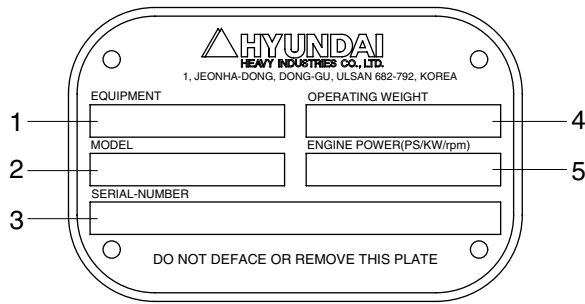 HYUNDAI
HEAVY INDUSTRIES CO., LTD.
1, JEONHA-DONG, DONG-GU, ULSAN 682-792, KOREA
EQUIPMENT OPERATING WEIGHT
1 4
MODEL ENGINE POWER(PS/KW/rpm)
2 5
SERIAL-NUMBER
3
DO NOT DEFACE OR REMOVE THIS PLATE